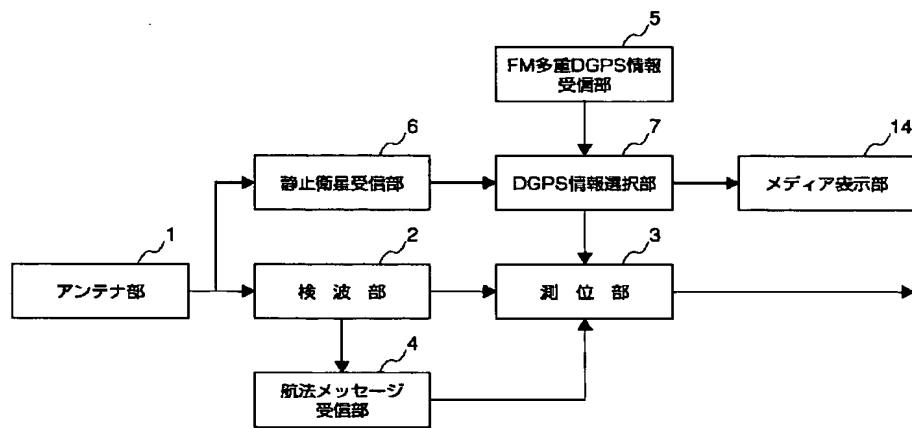 5
FM多重DGPS情報
受信部
6
7
14
静止衛星受信部
DGPS情報選択部
メディア表示部
1
2
3
アンテナ部
検 波 部
測 位 部
4
航法メッセージ
受信部